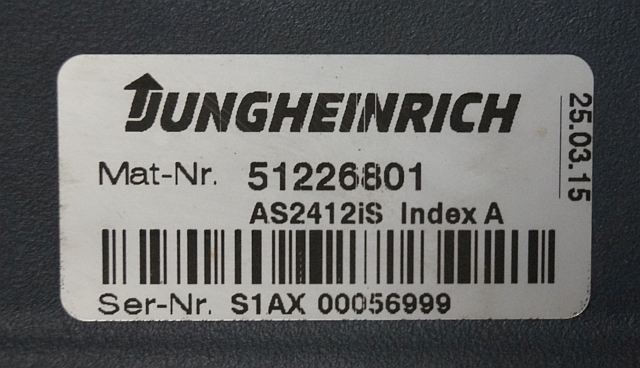 JUNGHEINRICH
Mat-Nr. 51226801
AS2412iS Index A
Ser-Nr. S1AX 00056999
25.03.15